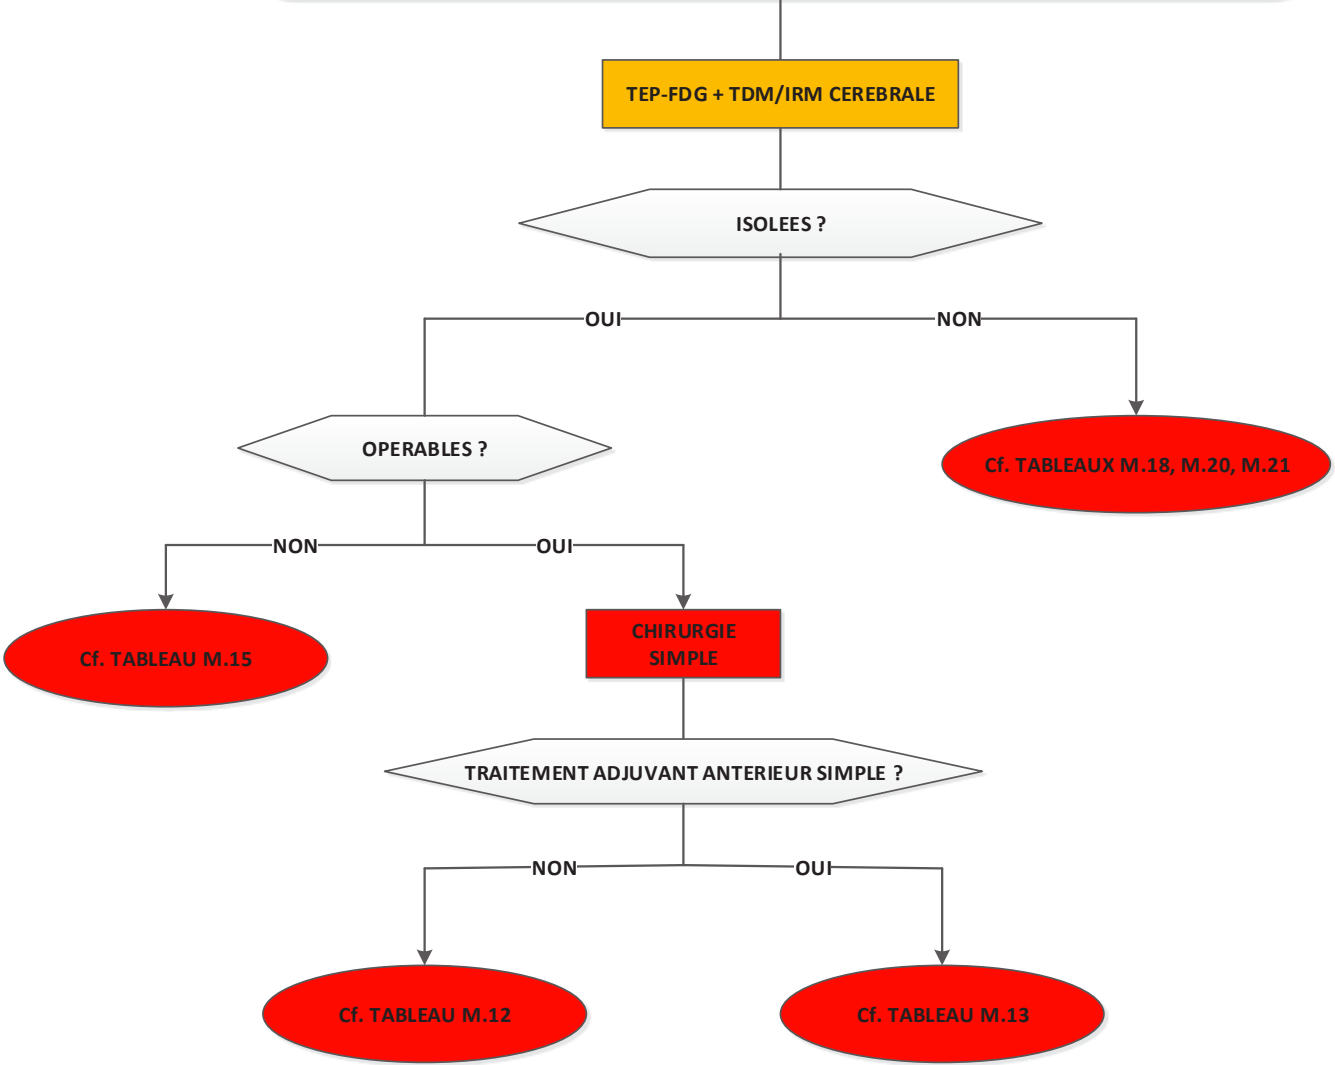 TEP-FDG + TDM/IRM CEREBRALE
ISOLEES ?
OUI
NON
OPERABLES ?
Cf. TABLEAUX M.18, M.20, M.21
NON
OUI
CHIRURGIE
SIMPLE
Cf. TABLEAU M.15
TRAITEMENT ADJUVANT ANTERIEUR SIMPLE ?
NON
OUI
Cf. TABLEAU M.12
Cf. TABLEAU M.13